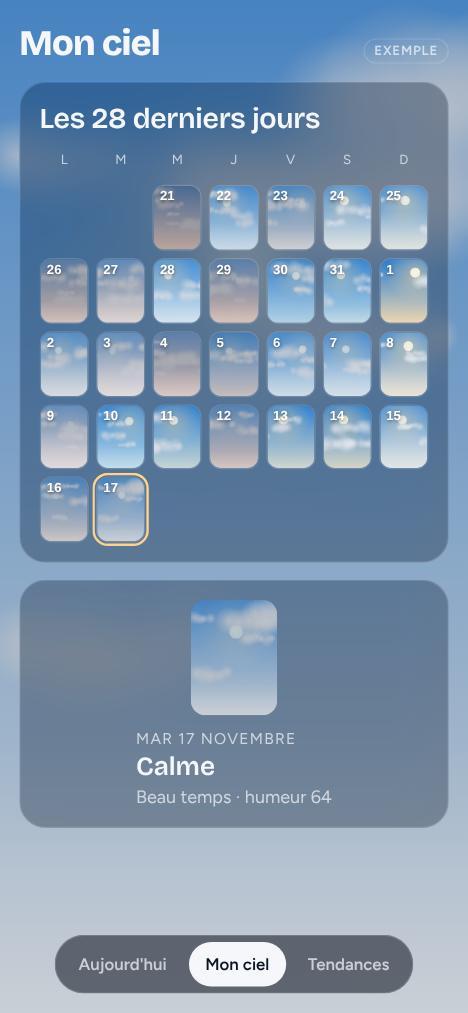 Mon ciel
EXEMPLE
Les 28 derniers jours
L M M J V S D
21 22 23 24 25
26 27 28 29 30 31 1
2 3 4 5 6 7 8
9 10 11 12 13 14 15
16 17
MAR 17 NOVEMBRE
Calme
Beau temps · humeur 64
Aujourd'hui Mon ciel Tendances